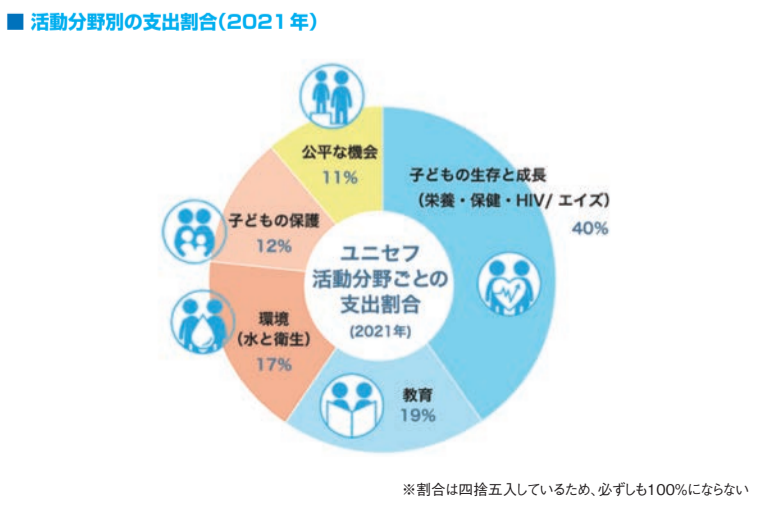 ■ 活動分野別の支出割合(2021年)
公平な機会
11%
子どもの生存と成長
(栄養・保健・HIV/ エイズ)
40%
子どもの保護
12%
ユニセフ
活動分野ごとの
支出割合
(2021年)
環境
(水と衛生)
17%
教育
19%
※割合は四捨五入しているため、必ずしも100%にならない